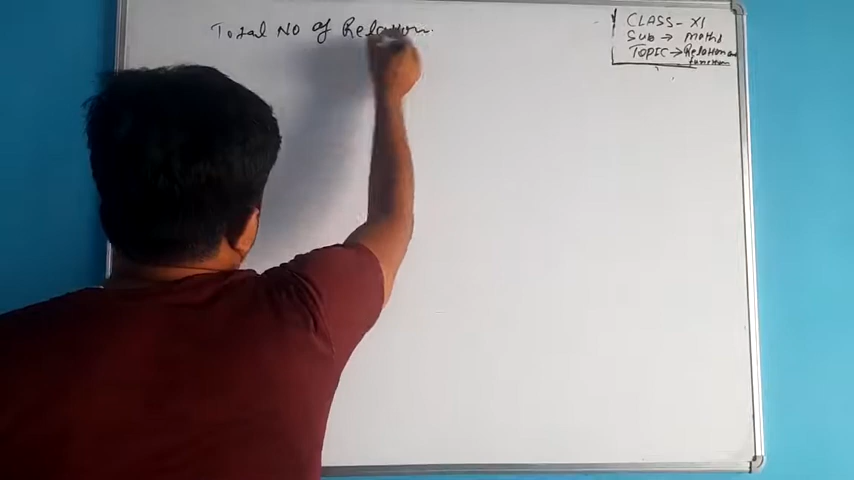 Total No of Relation.
CLASS - XI
Sub → Maths
Topic → Relation and
function